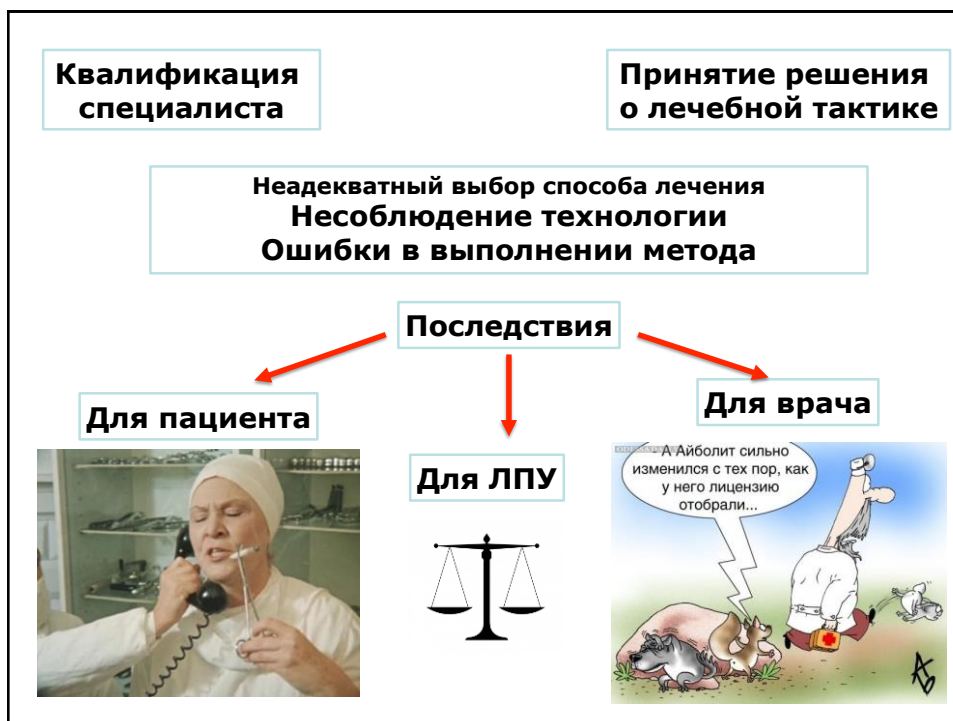 Квалификация
специалиста
Принятие решения
о лечебной тактике
Неадекватный выбор способа лечения
Несоблюдение технологии
Ошибки в выполнении метода
Последствия
Для пациента
Для ЛПУ
Для врача
А Айболит сильно
изменился с тех пор, как
у него лицензию
отобрали...